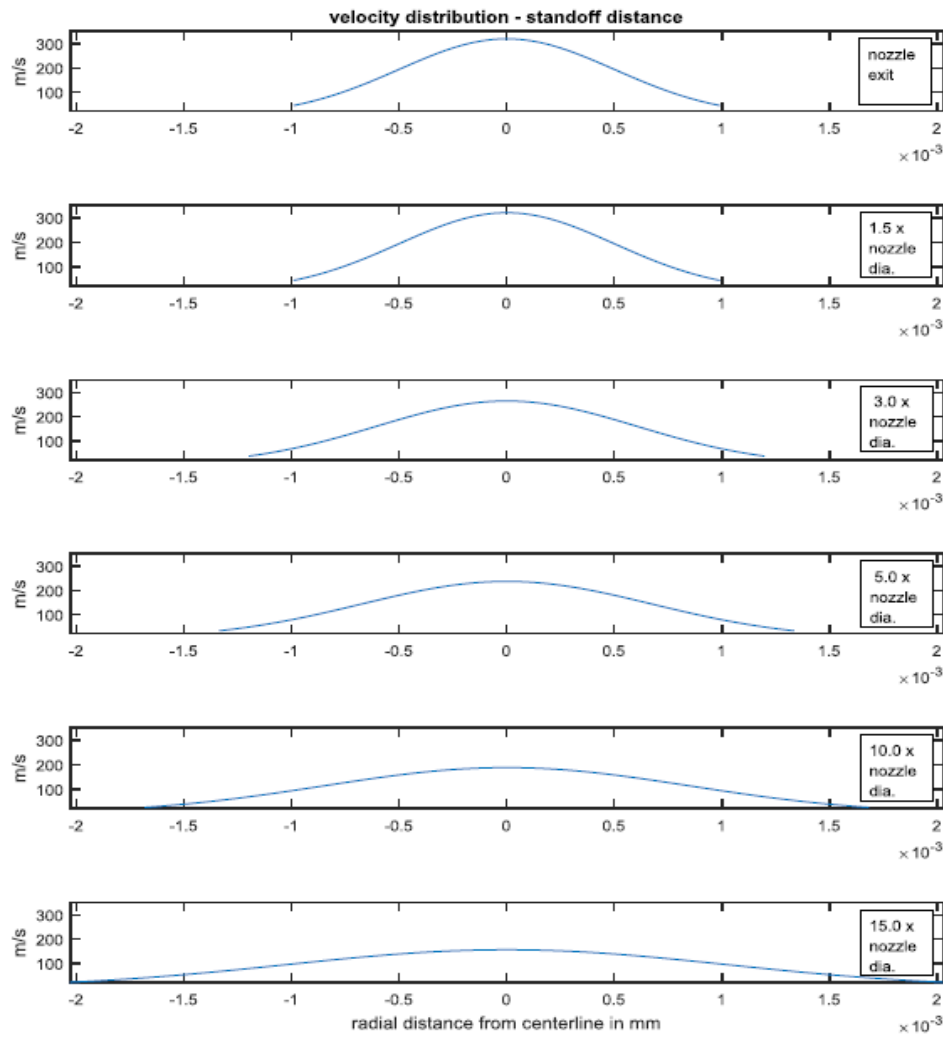 velocity distribution - standoff distance
300
200
100
m/s
nozzle
exit
-2 -1.5 -1 -0.5 0 0.5 1 1.5 2
× 10-3
300
200
100
m/s
1.5 x
nozzle
dia.
-2 -1.5 -1 -0.5 0 0.5 1 1.5 2
× 10-3
300
200
100
m/s
3.0 x
nozzle
dia.
-2 -1.5 -1 -0.5 0 0.5 1 1.5 2
× 10-3
300
200
100
m/s
5.0 x
nozzle
dia.
-2 -1.5 -1 -0.5 0 0.5 1 1.5 2
× 10-3
300
200
100
m/s
10.0 x
nozzle
dia.
-2 -1.5 -1 -0.5 0 0.5 1 1.5 2
× 10-3
300
200
100
m/s
15.0 x
nozzle
dia.
-2 -1.5 -1 -0.5 0 0.5 1 1.5 2
radial distance from centerline in mm
× 10-3